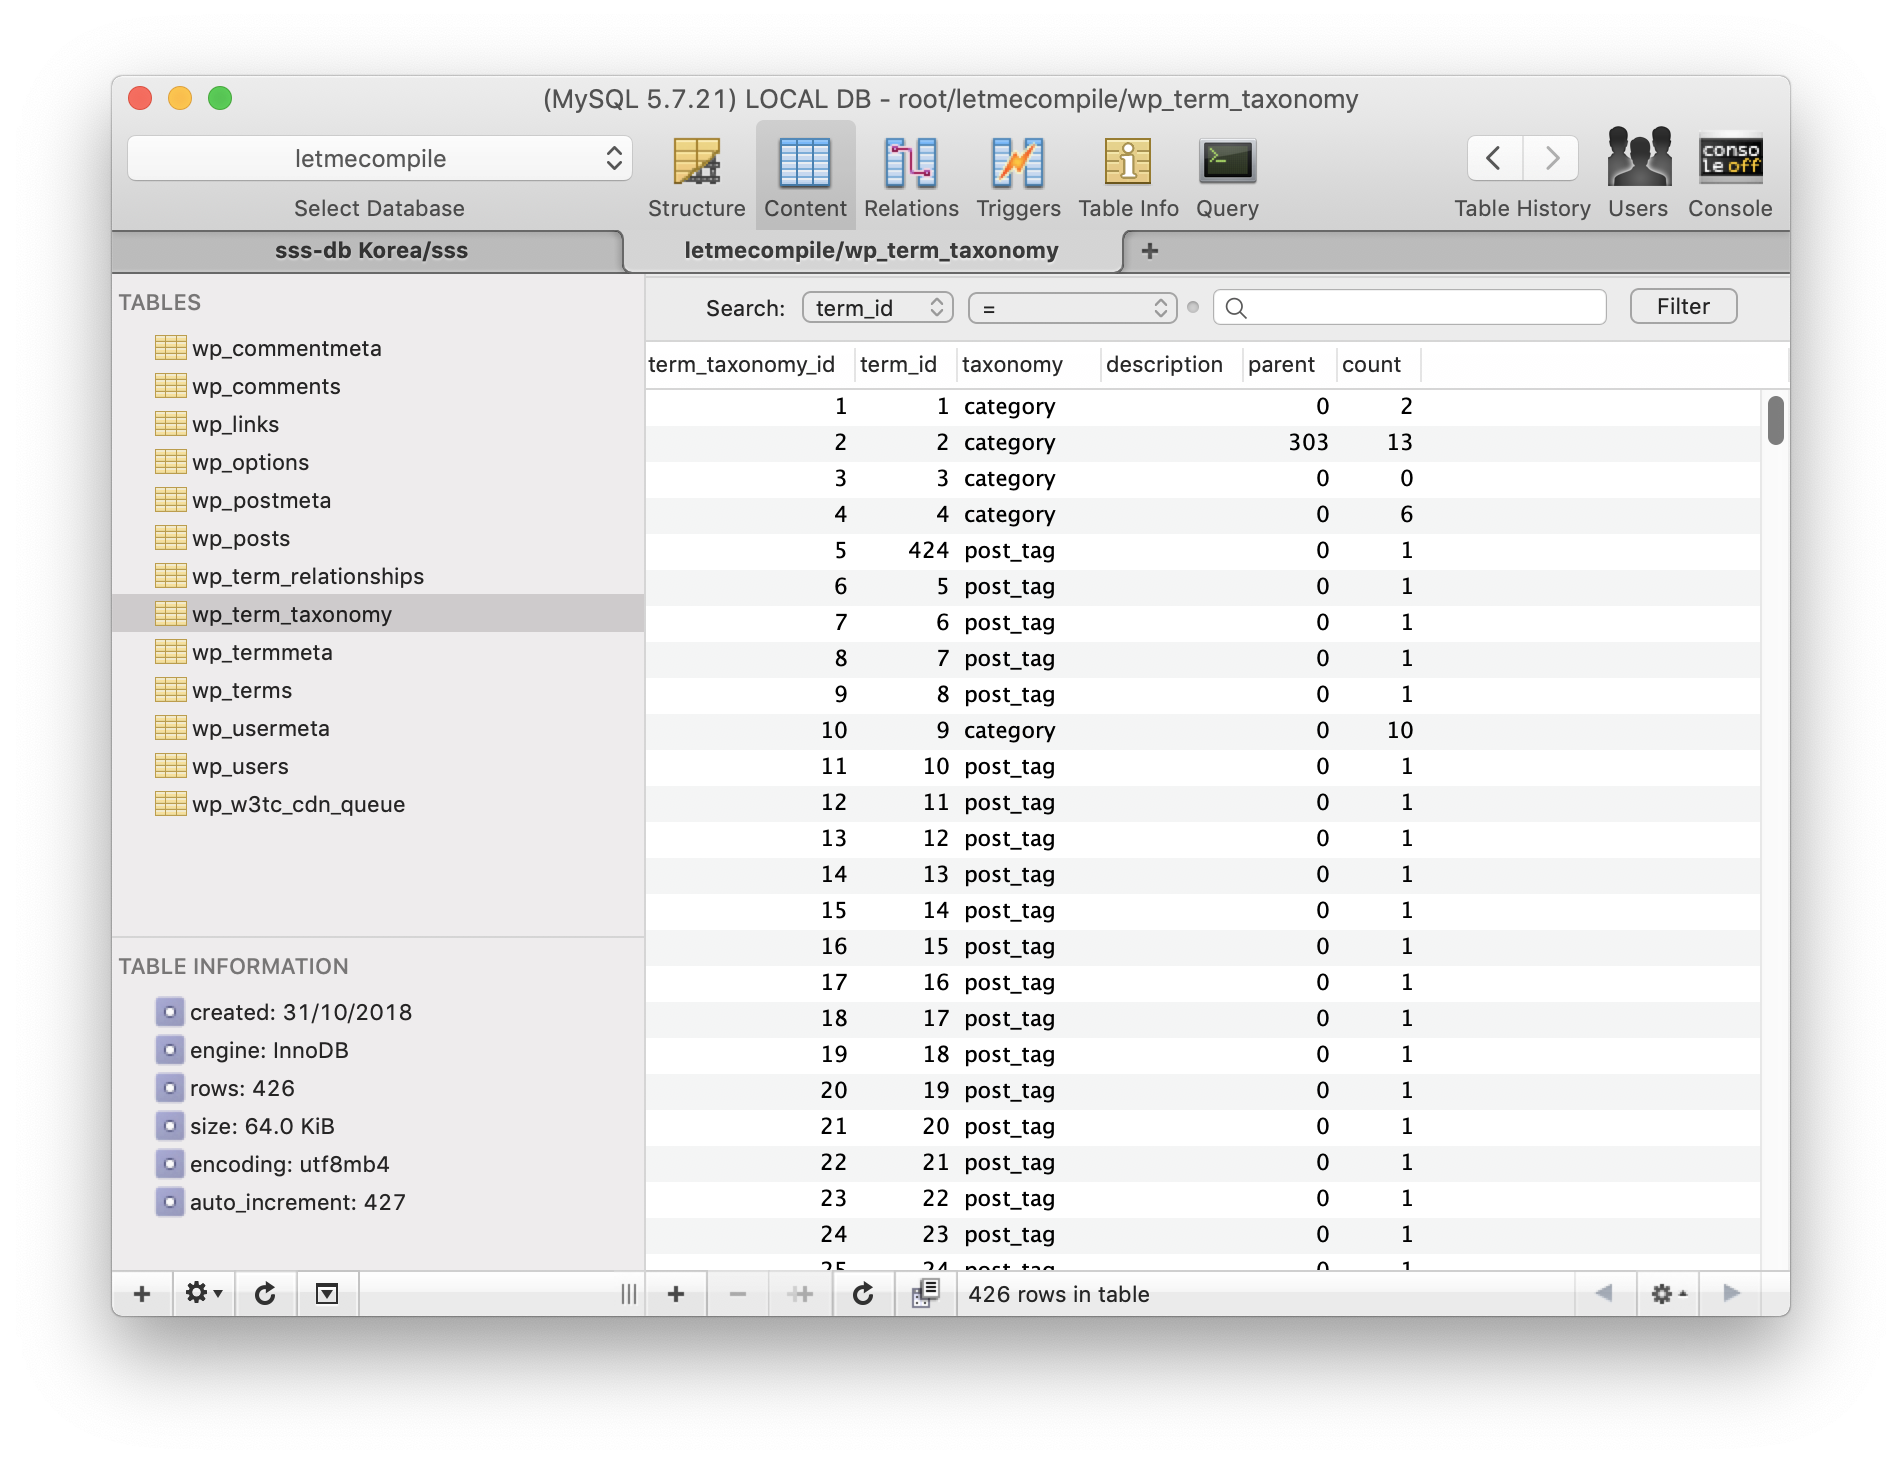 (MySQL 5.7.21) LOCAL DB - root/letmecompile/wp_term_taxonomy
letmecompile
Select Database
Structure
Content
Relations
Triggers
Table Info
Query
Table History
Users
conso
le off
Console
sss-db Korea/sss
letmecompile/wp_term_taxonomy
+
TABLES
wp_commentmeta
wp_comments
wp_links
wp_options
wp_postmeta
wp_posts
wp_term_relationships
wp_term_taxonomy
wp_termmeta
wp_terms
wp_usermeta
wp_users
wp_w3tc_cdn_queue
TABLE INFORMATION
created: 31/10/2018
engine: InnoDB
rows: 426
size: 64.0 KiB
encoding: utf8mb4
auto_increment: 427
Search: term_id = Filter
term_taxonomy_id term_id taxonomy description parent count
1 1 category 0 2
2 2 category 303 13
3 3 category 0 0
4 4 category 0 6
5 424 post_tag 0 1
6 5 post_tag 0 1
7 6 post_tag 0 1
8 7 post_tag 0 1
9 8 post_tag 0 1
10 9 category 0 10
11 10 post_tag 0 1
12 11 post_tag 0 1
13 12 post_tag 0 1
14 13 post_tag 0 1
15 14 post_tag 0 1
16 15 post_tag 0 1
17 16 post_tag 0 1
18 17 post_tag 0 1
19 18 post_tag 0 1
20 19 post_tag 0 1
21 20 post_tag 0 1
22 21 post_tag 0 1
23 22 post_tag 0 1
24 23 post_tag 0 1
25 24 post_tag 0 1
426 rows in table